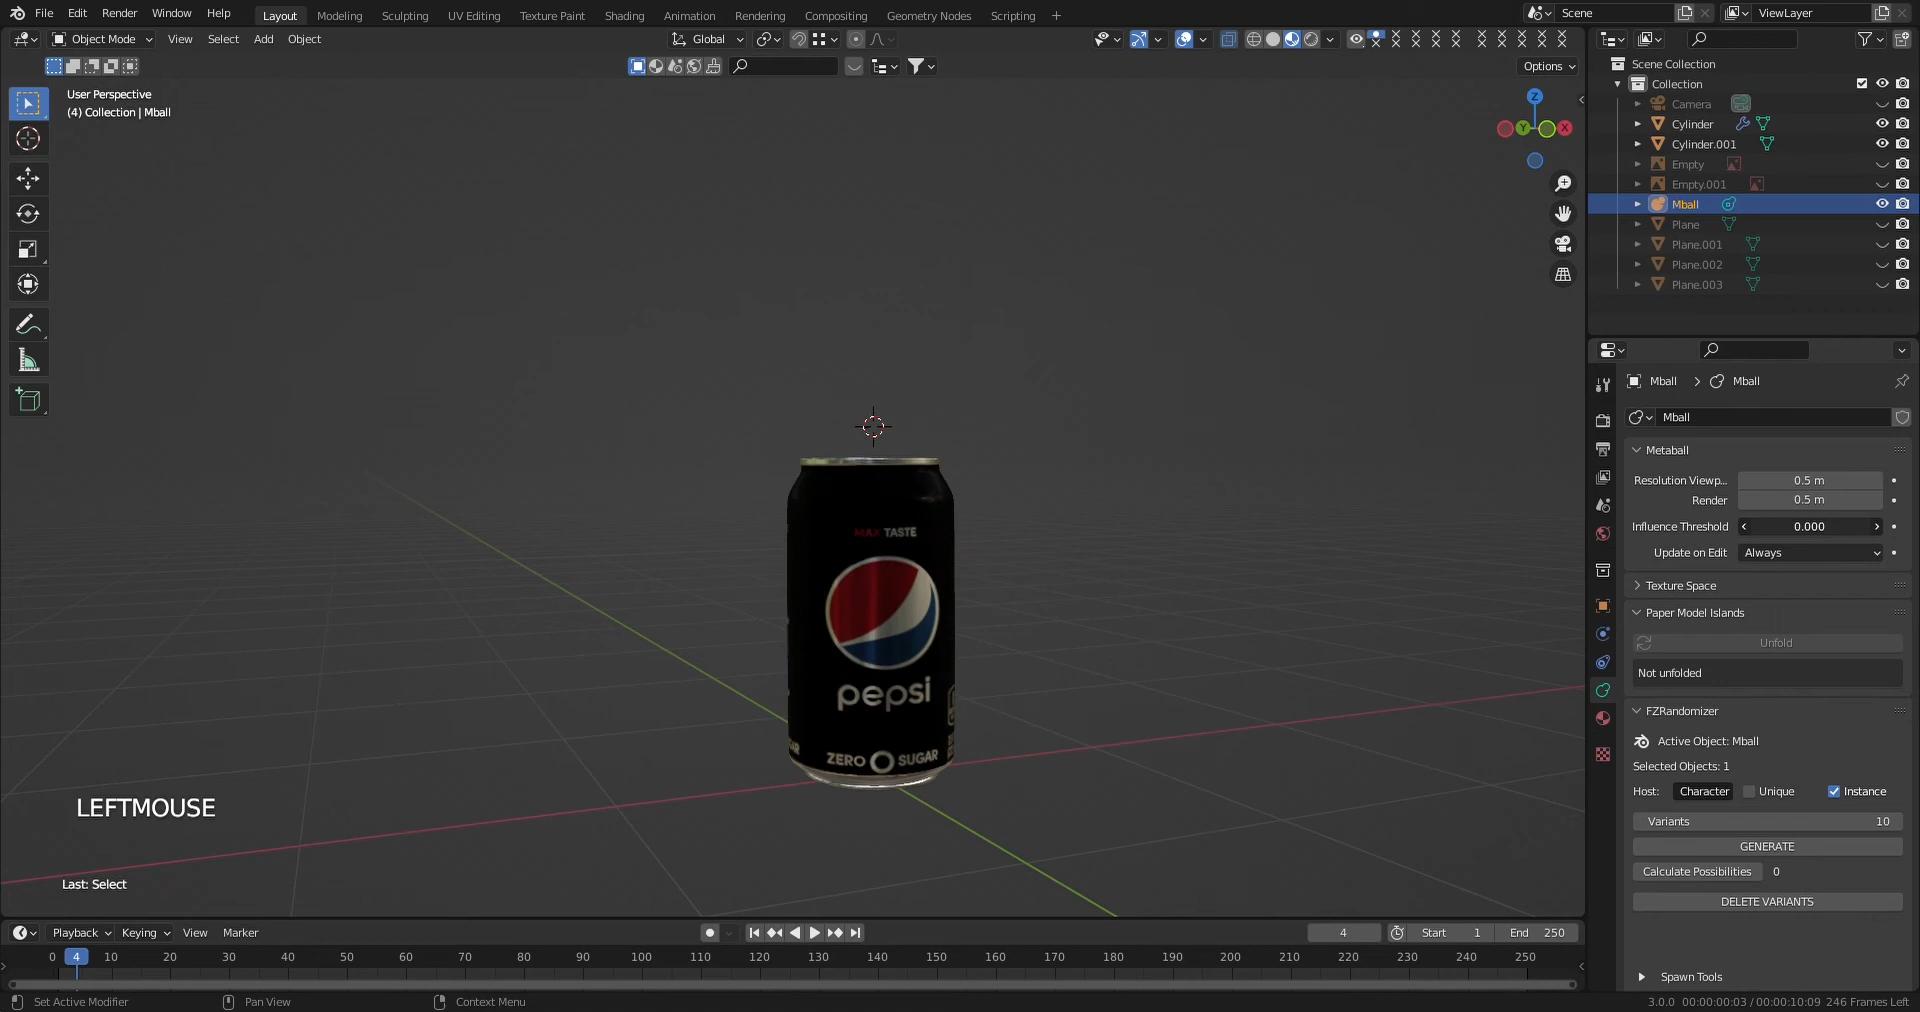 File Edit Render Window Help Layout Modeling Sculpting UV Editing Texture Paint Shading Animation Rendering Compositing Geometry Nodes Scripting + Scene ViewLayer
Object Mode View Select Add Object Global
Options
User Perspective
(4) Collection | Mball
Z
Y
X
Scene Collection
Collection
Camera
Cylinder
Cylinder.001
Empty
Empty.001
Mball
Plane
Plane.001
Plane.002
Plane.003
MAX TASTE
pepsi
ZERO SUGAR
LEFTMOUSE
Last: Select
Mball > Mball
Mball
Metaball
Resolution Viewp... 0.5 m
Render 0.5 m
Influence Threshold 0.000
Update on Edit Always
Texture Space
Paper Model Islands
Unfold
Not unfolded
FZRandomizer
Active Object: Mball
Selected Objects: 1
Host: Character Unique Instance
Variants 10
GENERATE
Calculate Possibilities 0
DELETE VARIANTS
Spawn Tools
Playback Keying View Marker 4 Start 1 End 250
0 4 10 20 30 40 50 60 70 80 90 100 110 120 130 140 150 160 170 180 190 200 210 220 230 240 250
Set Active Modifier Pan View Context Menu 3.0.0 00:00:00:03 / 00:00:10:09 246 Frames Left